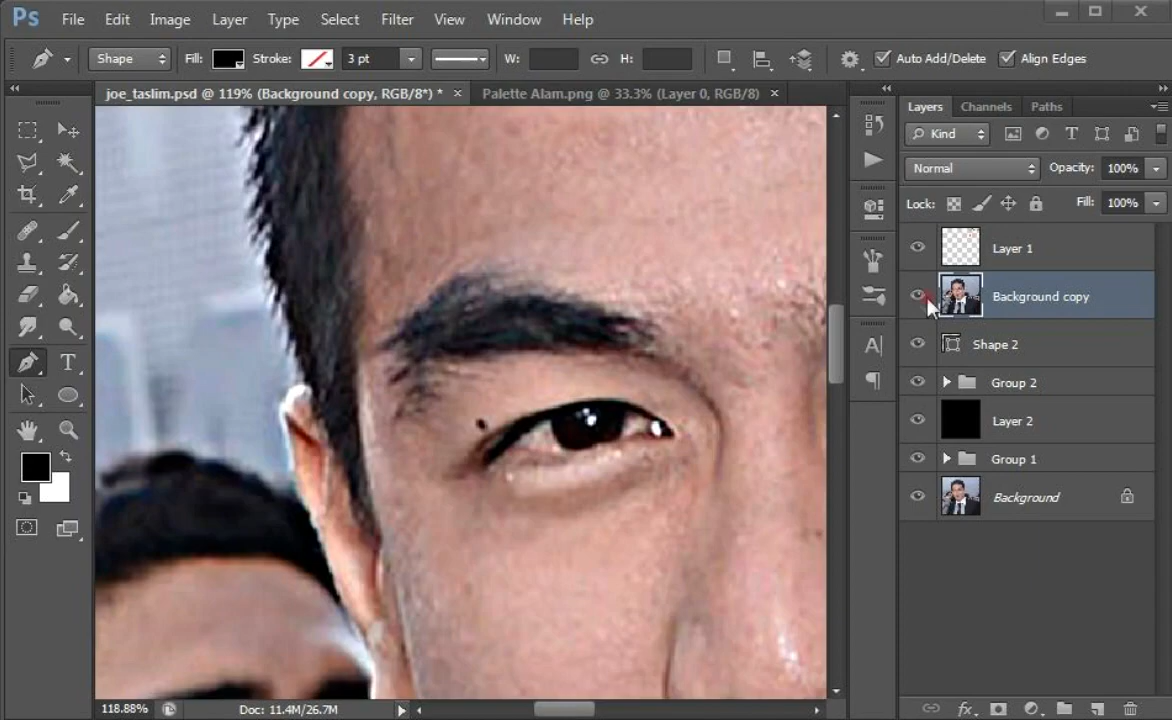 Ps File Edit Image Layer Type Select Filter View Window Help
Shape Fill: Stroke: 3 pt W: H: Auto Add/Delete Align Edges
joe_taslim.psd @ 119% (Background copy, RGB/8*) * × Palette Alam.png @ 33.3% (Layer 0, RGB/8) ×
Layers Channels Paths
Kind
Normal Opacity: 100%
Lock: Fill: 100%
Layer 1
Background copy
Shape 2
Group 2
Layer 2
Group 1
Background
118.88% Doc: 11.4M/26.7M